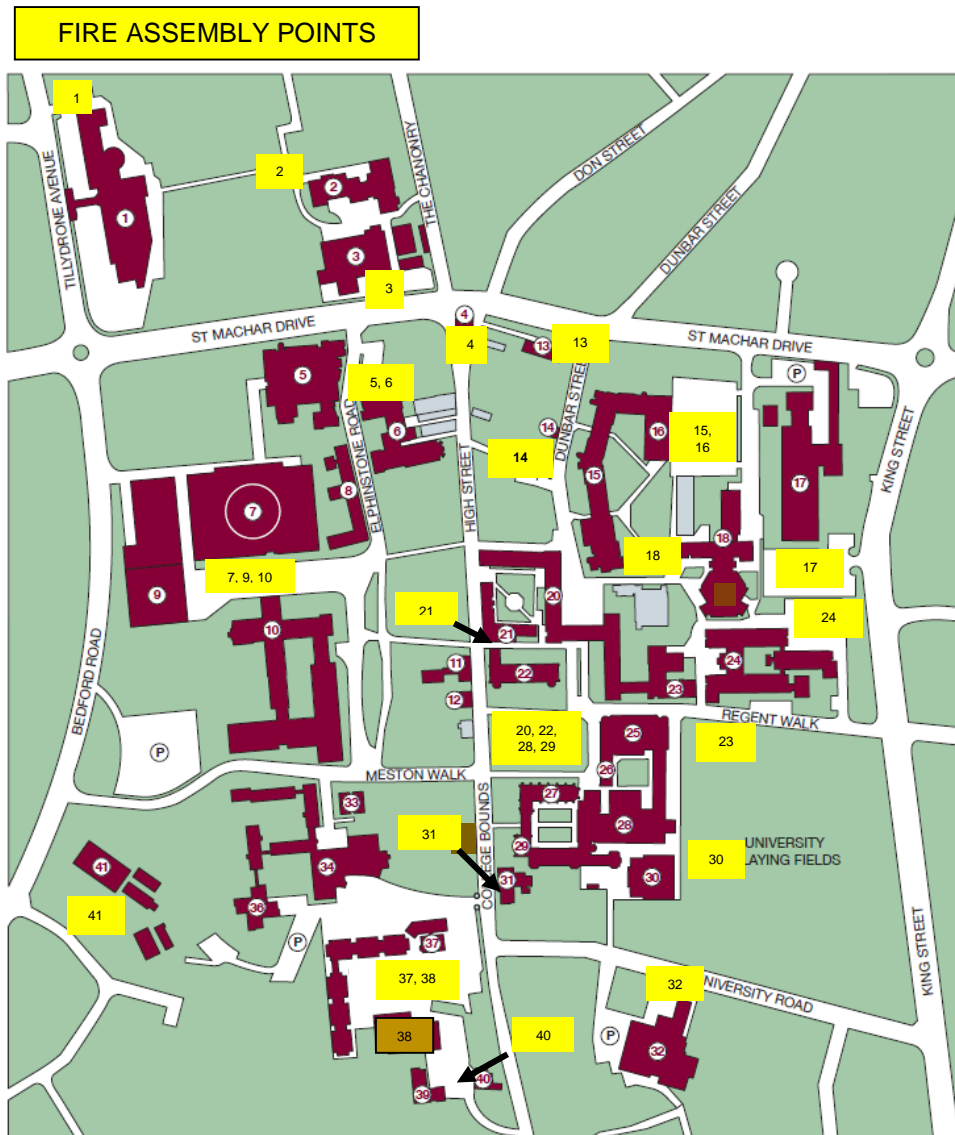 FIRE ASSEMBLY POINTS
1
2
THE CHANONRY
DON STREET
TILLYDRONE AVENUE
2
1
DUNBAR STREET
3
3
ST MACHAR DRIVE
4
4
13
13
ST MACHAR DRIVE
5
5, 6
P
6
14
14
DUNBAR STREET
16
15,
16
15
17
KING STREET
ELPHINSTONE ROAD
HIGH STREET
8
7
18
18
17
7, 9, 10
9
20
21
24
10
21
11
22
24
23
12
BEDFORD ROAD
REGENT WALK
20, 22,
28, 29
25
23
P
26
MESTON WALK
27
33
COLLEGE BOUNDS
28
31
29
UNIVERSITY
LAYING FIELDS
30
41
34
31
30
36
41
KING STREET
P
37
37, 38
32
NIVERSITY ROAD
38
40
P
32
40
39